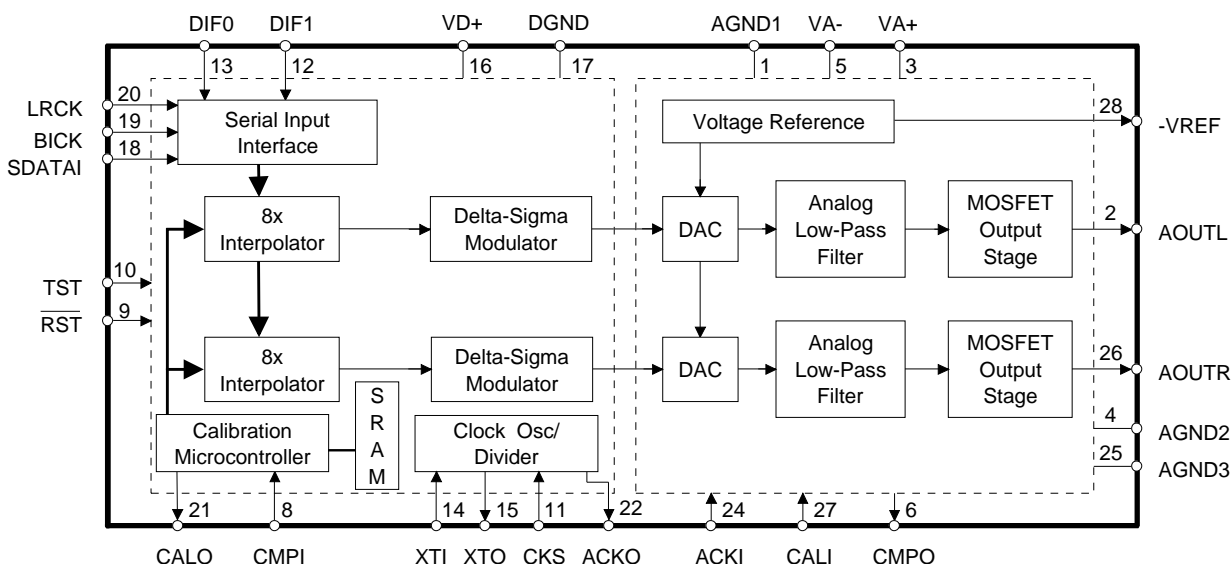 DIF0 DIF1 VD+ DGND AGND1 VA- VA+
13 12 16 17 1 5 3
LRCK 20
BICK 19
SDATAI 18
Serial Input
Interface
Voltage Reference
28 -VREF
8x
Interpolator
Delta-Sigma
Modulator
DAC
Analog
Low-Pass
Filter
MOSFET
Output
Stage
2 AOUTL
TST 10
RST 9
8x
Interpolator
Delta-Sigma
Modulator
DAC
Analog
Low-Pass
Filter
MOSFET
Output
Stage
26 AOUTR
4 AGND2
25 AGND3
Calibration
Microcontroller
S
R
A
M
Clock Osc/
Divider
21 8 14 15 11 22 24 27 6
CALO CMPI XTI XTO CKS ACKO ACKI CALI CMPO